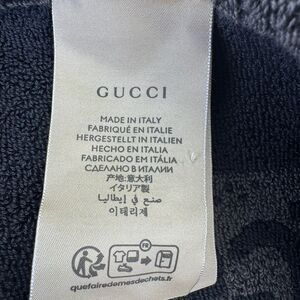 GUCCI
MADE IN ITALY
FABRIQUÉ EN ITALIE
HERGESTELLT IN ITALIEN
HECHO EN ITALIA
FABRICADO EM ITÁLIA
СДЕЛАНО В ИТАЛИИ
产地:意大利
イタリア製
صنع في إيطاليا
이태리제
FR
quefairedemesdechets.fr